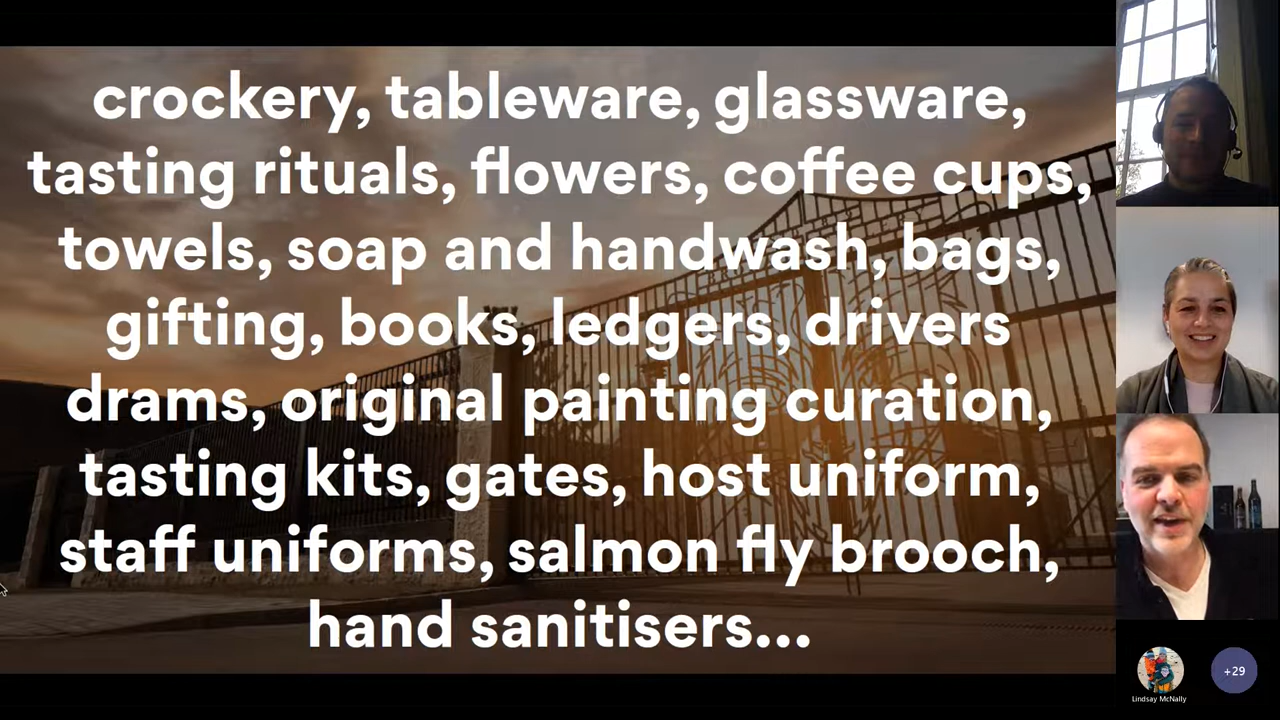 crockery, tableware, glassware,
tasting rituals, flowers, coffee cups,
towels, soap and handwash, bags,
gifting, books, ledgers, drivers
drams, original painting curation,
tasting kits, gates, host uniform,
staff uniforms, salmon fly brooch,
hand sanitisers...
Lindsay McNally
+29